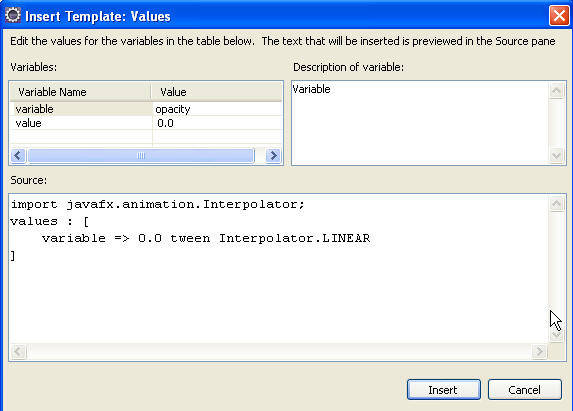 Insert Template: Values
Edit the values for the variables in the table below.  The text that will be inserted is previewed in the Source pane
Variables:
Description of variable:
Variable Name Value
variable opacity
value 0.0
Variable
Source:
import javafx.animation.Interpolator;
values : [
    variable => 0.0 tween Interpolator.LINEAR
]
Insert Cancel